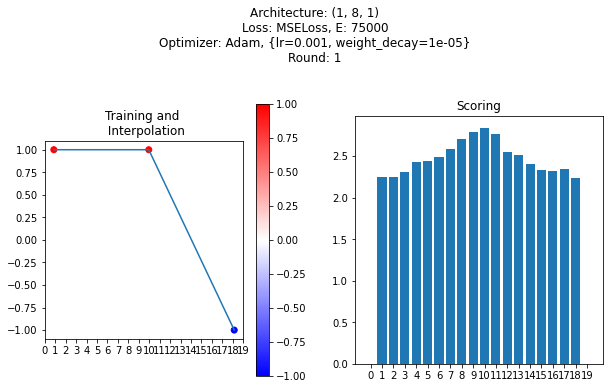 Architecture: (1, 8, 1)
Loss: MSELoss, E: 75000
Optimizer: Adam, {lr=0.001, weight_decay=1e-05}
Round: 1
Training and
Interpolation
1.00
0.75
0.50
0.25
0.00
−0.25
−0.50
−0.75
−1.00
0 1 2 3 4 5 6 7 8 9 10 11 12 13 14 15 16 17 18 19
1.00
0.75
0.50
0.25
0.00
−0.25
−0.50
−0.75
−1.00
Scoring
2.5
2.0
1.5
1.0
0.5
0.0
0 1 2 3 4 5 6 7 8 9 10 11 12 13 14 15 16 17 18 19